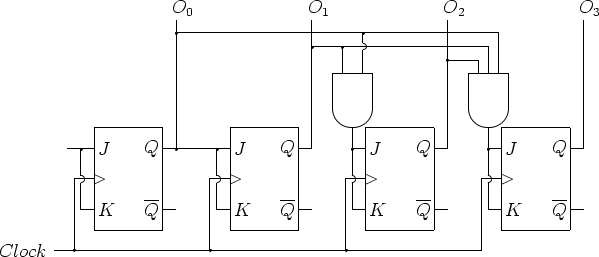 O0 O1 O2 O3
J Q J Q J Q J Q
K Q̅ K Q̅ K Q̅ K Q̅
Clock